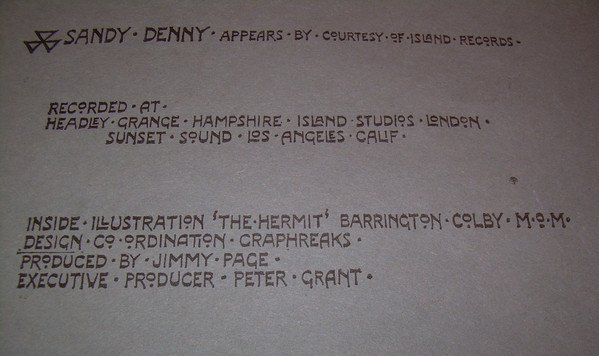 SANDY · DENNY · APPEARS · BY · COURTESY · OF · ISLAND · RECORDS ·
RECORDED · AT ·
HEADLEY · GRANGE · HAMPSHIRE · ISLAND · STUDIOS · LONDON ·
SUNSET · SOUND · LOS · ANGELES · CALIF ·
INSIDE · ILLUSTRATION 'THE · HERMIT' BARRINGTON · COLBY · M·O·M·
DESIGN · CO · ORDINATION · GRAPHREAKS ·
PRODUCED · BY · JIMMY · PAGE ·
EXECUTIVE · PRODUCER · PETER · GRANT ·